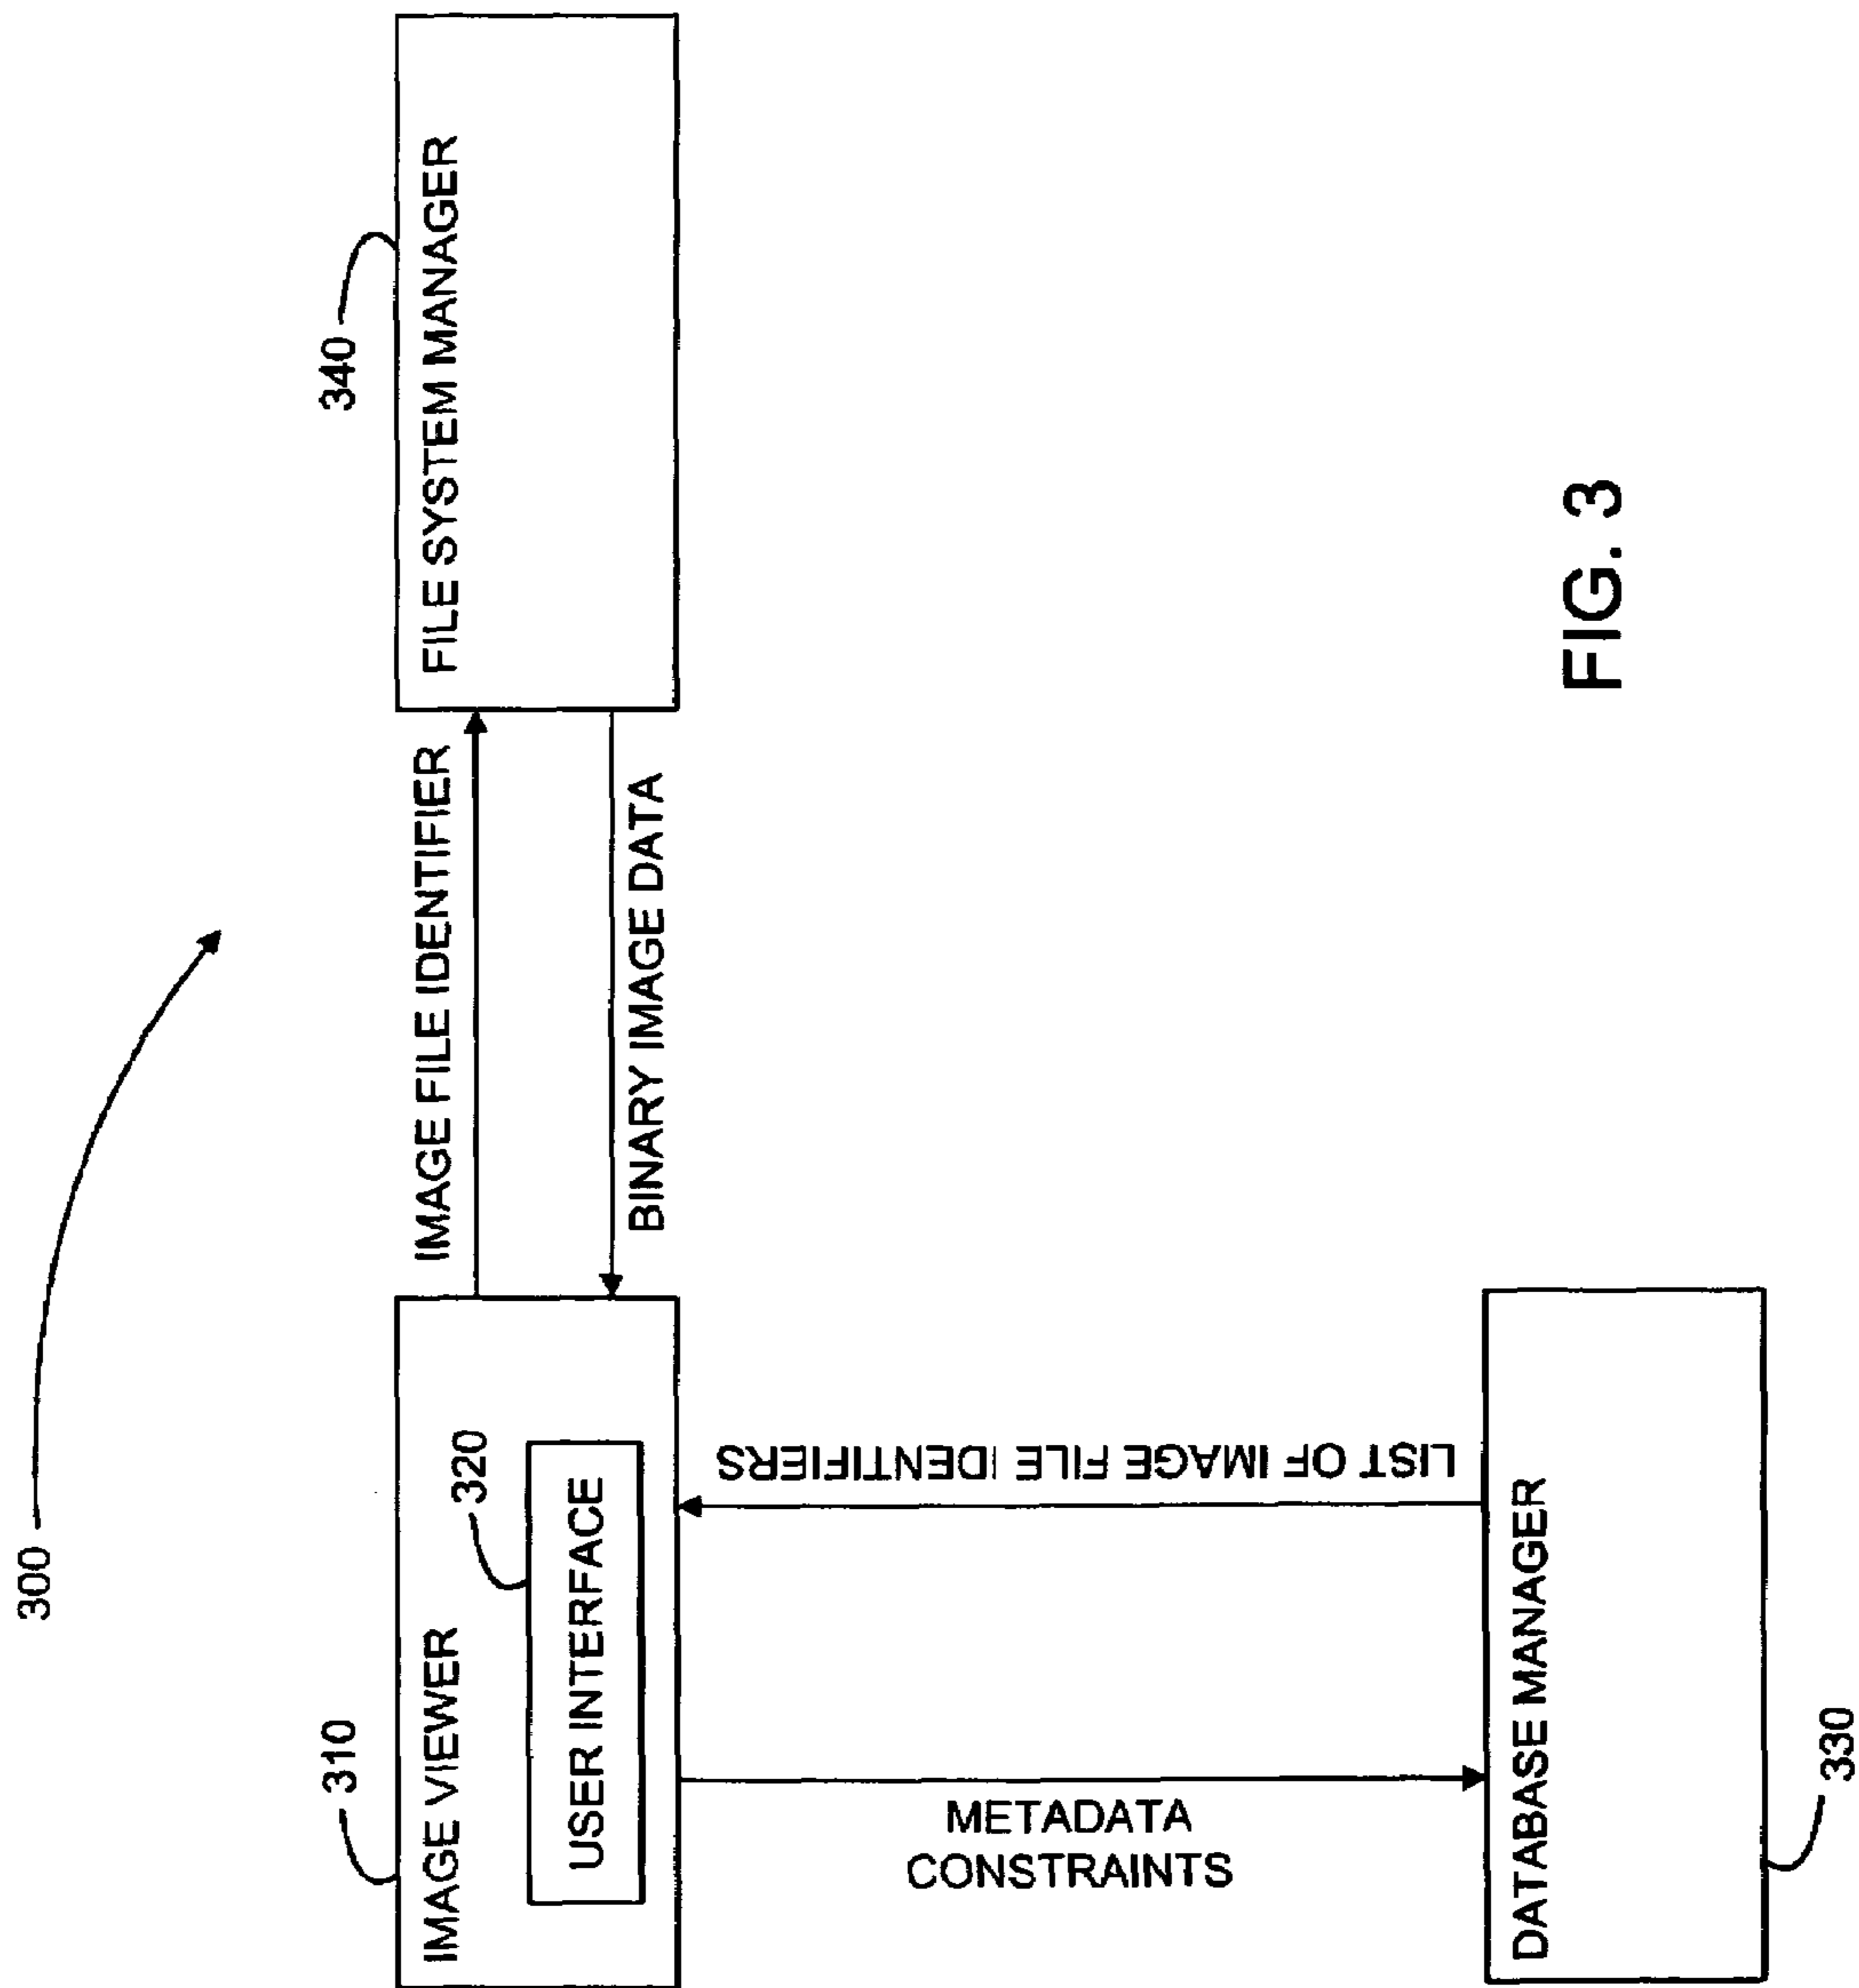 300
310
IMAGE VIEWER
320
USER INTERFACE
IMAGE FILE IDENTIFIER
BINARY IMAGE DATA
340
FILE SYSTEM MANAGER
METADATA
CONSTRAINTS
LIST OF IMAGE FILE IDENTIFIERS
DATABASE MANAGER
330
FIG. 3